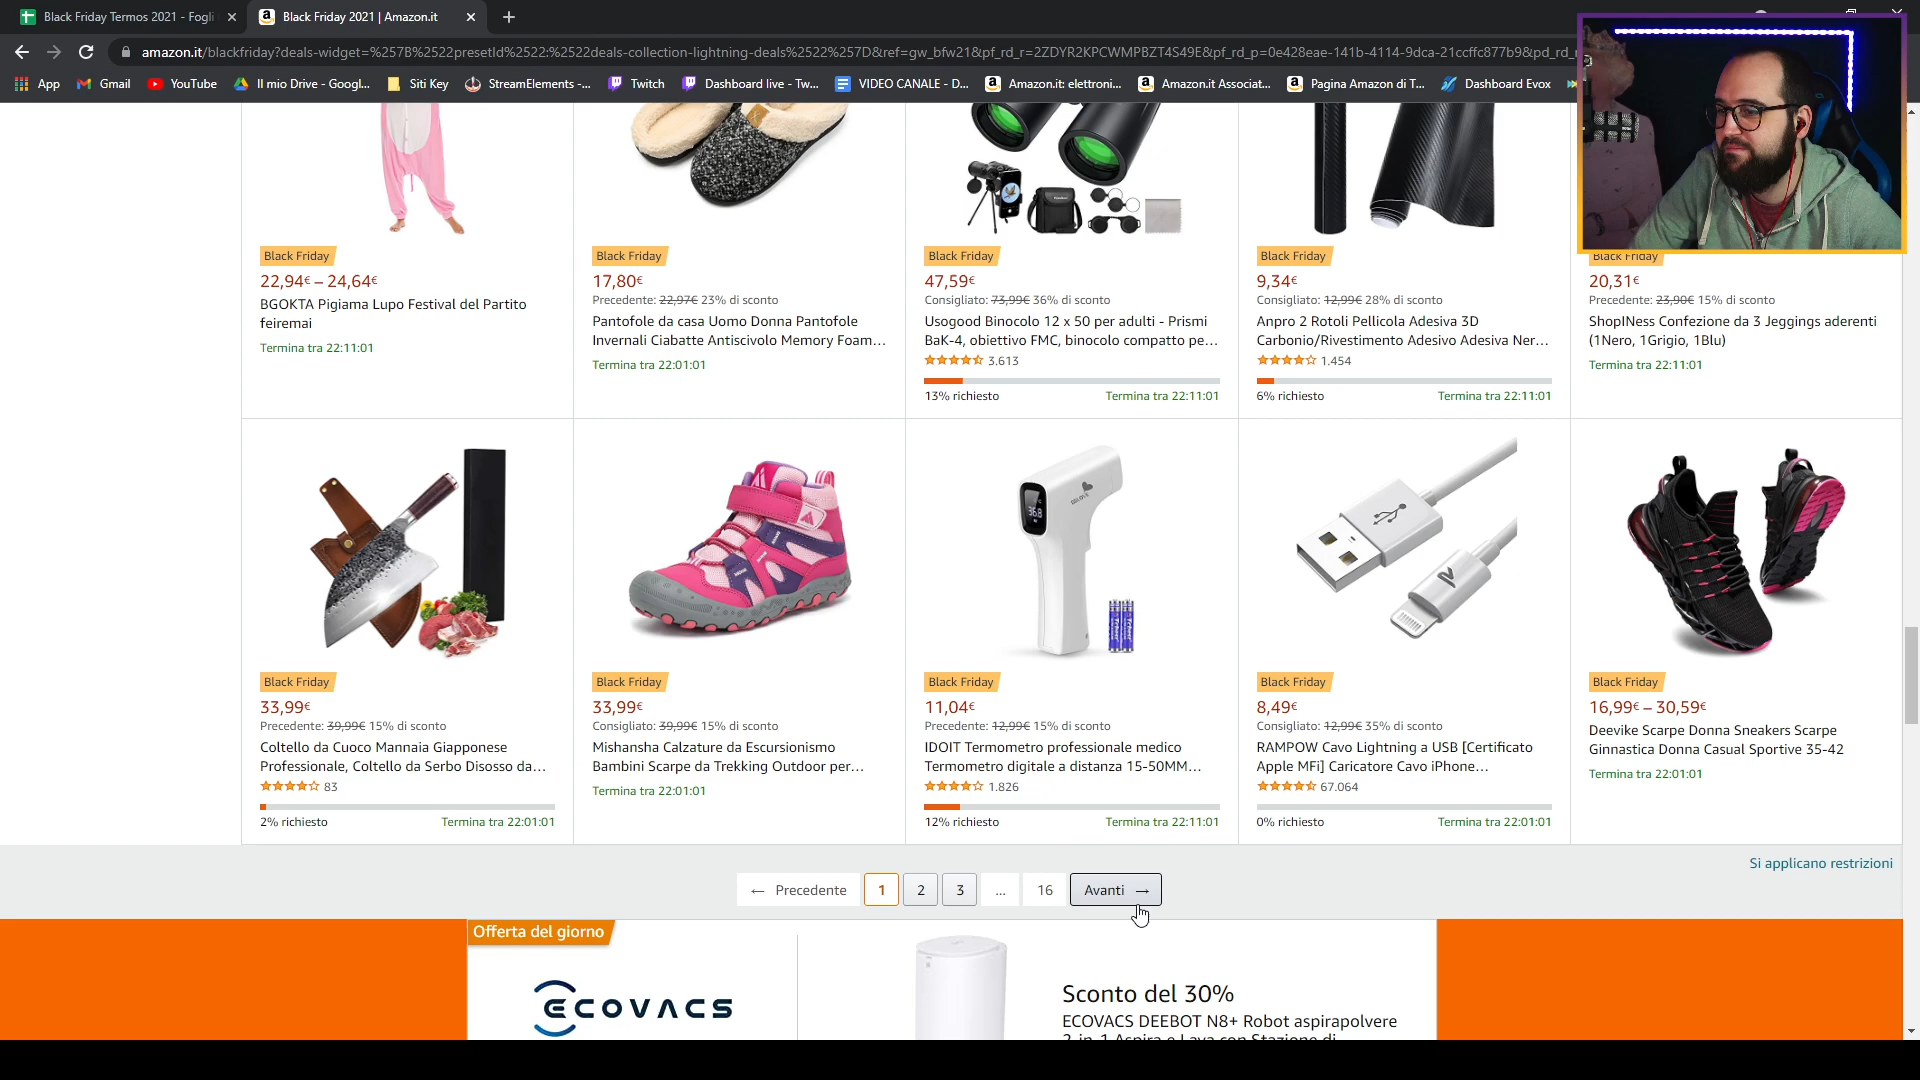 Black Friday Termos 2021 - Fogli
Black Friday 2021 | Amazon.it
amazon.it/blackfriday?deals-widget=%257B%2522presetId%2522:%2522deals-collection-lightning-deals%2522%257D&ref=gw_bfw21&pf_rd_r=2ZDYR2KPCWMPBZT4S49E&pf_rd_p=0e428eae-141b-4114-9dca-21ccffc877b9&pd_rd_
App Gmail YouTube Il mio Drive - Googl... Siti Key StreamElements -... Twitch Dashboard live - Tw... VIDEO CANALE - D... Amazon.it: elettroni... Amazon.it Associat... Pagina Amazon di T... Dashboard Evox
Black Friday
22,94€ – 24,64€
BGOKTA Pigiama Lupo Festival del Partito
feiremai
Termina tra 22:11:01
Black Friday
17,80€
Precedente: 22,97€ 23% di sconto
Pantofole da casa Uomo Donna Pantofole
Invernali Ciabatte Antiscivolo Memory Foam...
Termina tra 22:01:01
Black Friday
47,59€
Consigliato: 73,99€ 36% di sconto
Usogood Binocolo 12 x 50 per adulti - Prismi
BaK-4, obiettivo FMC, binocolo compatto pe...
3.613
13% richiesto Termina tra 22:11:01
Black Friday
9,34€
Consigliato: 12,99€ 28% di sconto
Anpro 2 Rotoli Pellicola Adesiva 3D
Carbonio/Rivestimento Adesivo Adesiva Ner...
1.454
6% richiesto Termina tra 22:11:01
Black Friday
20,31€
Precedente: 23,90€ 15% di sconto
ShopINess Confezione da 3 Jeggings aderenti
(1Nero, 1Grigio, 1Blu)
Termina tra 22:11:01
Black Friday
33,99€
Precedente: 39,99€ 15% di sconto
Coltello da Cuoco Mannaia Giapponese
Professionale, Coltello da Serbo Disosso da...
83
2% richiesto Termina tra 22:01:01
Black Friday
33,99€
Consigliato: 39,99€ 15% di sconto
Mishansha Calzature da Escursionismo
Bambini Scarpe da Trekking Outdoor per...
Termina tra 22:01:01
36.8
Black Friday
11,04€
Precedente: 12,99€ 15% di sconto
IDOIT Termometro professionale medico
Termometro digitale a distanza 15-50MM...
1.826
12% richiesto Termina tra 22:11:01
Black Friday
8,49€
Consigliato: 12,99€ 35% di sconto
RAMPOW Cavo Lightning a USB [Certificato
Apple MFi] Caricatore Cavo iPhone...
67.064
0% richiesto Termina tra 22:01:01
Black Friday
16,99€ – 30,59€
Deevike Scarpe Donna Sneakers Scarpe
Ginnastica Donna Casual Sportive 35-42
Termina tra 22:01:01
Si applicano restrizioni
← Precedente 1 2 3 ... 16 Avanti →
Offerta del giorno
ECOVACS
Sconto del 30%
ECOVACS DEEBOT N8+ Robot aspirapolvere
2-in-1 Aspira e Lava con Stazione di